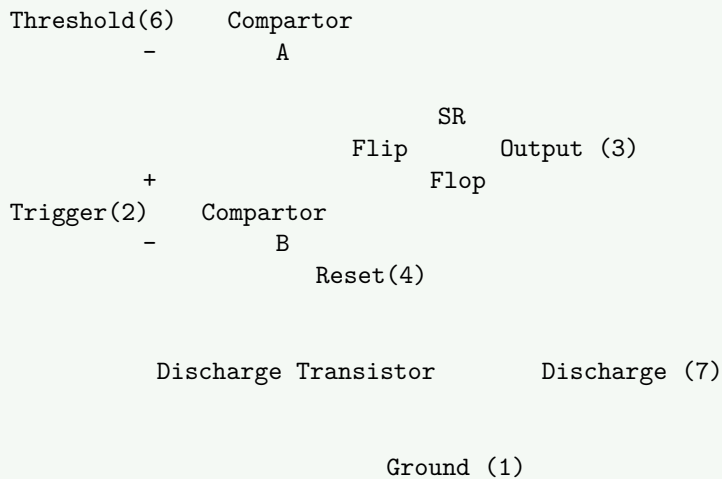 Threshold(6) Compartor
- A
SR
Flip Output (3)
+ Flop
Trigger(2) Compartor
- B
Reset(4)
Discharge Transistor Discharge (7)
Ground (1)